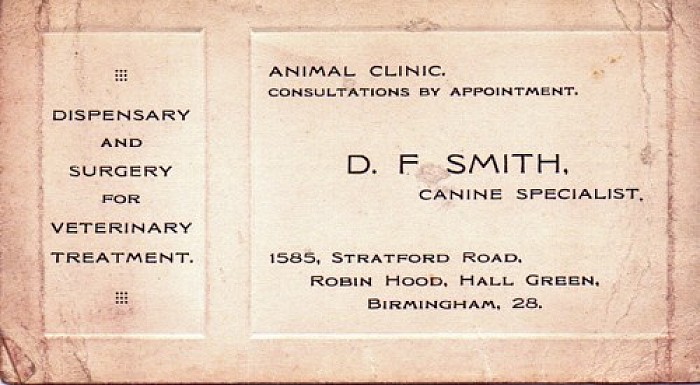 DISPENSARY
AND
SURGERY
FOR
VETERINARY
TREATMENT.
ANIMAL CLINIC.
CONSULTATIONS BY APPOINTMENT.
D. F. SMITH,
CANINE SPECIALIST,
1585, STRATFORD ROAD,
ROBIN HOOD, HALL GREEN,
BIRMINGHAM, 28.